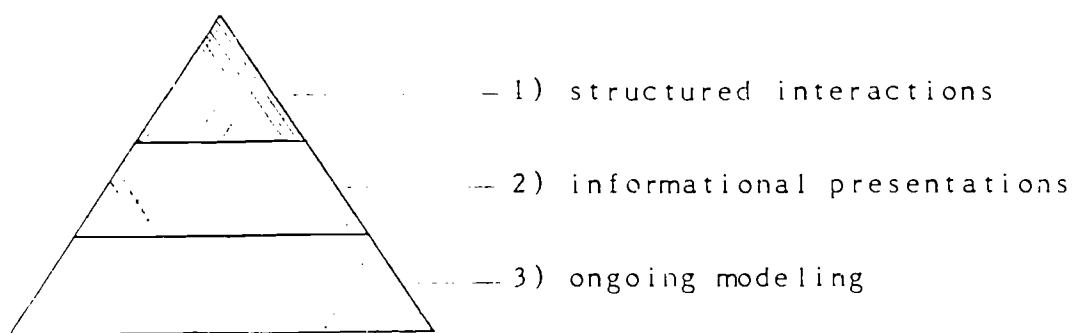 1) structured interactions
2) informational presentations
3) ongoing modeling